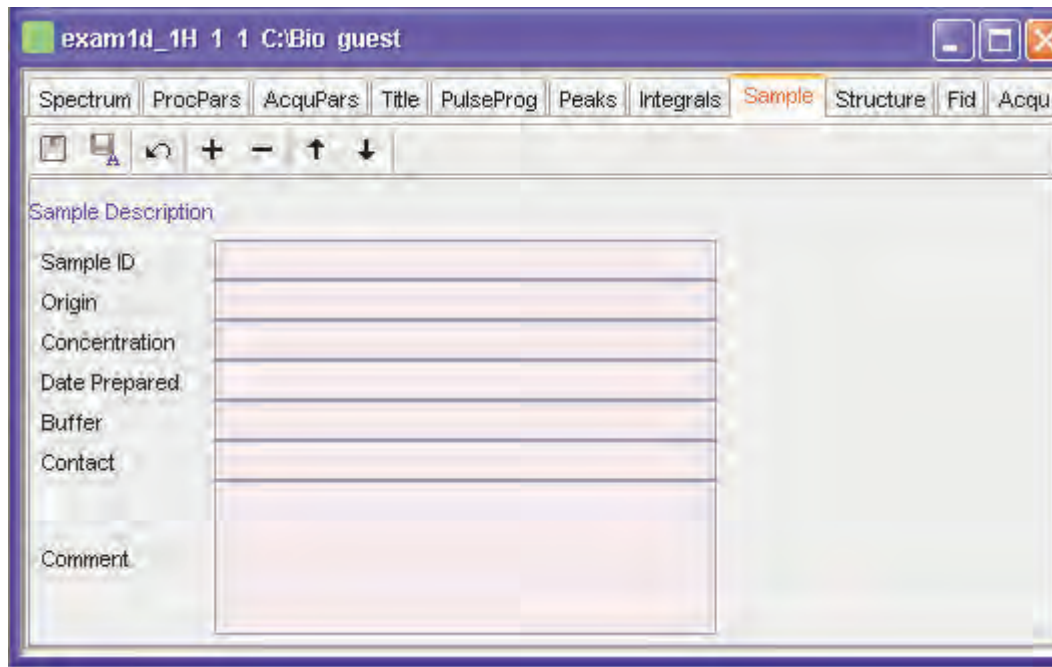 exam1d_1H 1 1 C:\Bio guest
Spectrum ProcPars AcquPars Title PulseProg Peaks Integrals Sample Structure Fid Acqu
Sample Description
Sample ID
Origin
Concentration
Date Prepared
Buffer
Contact
Comment